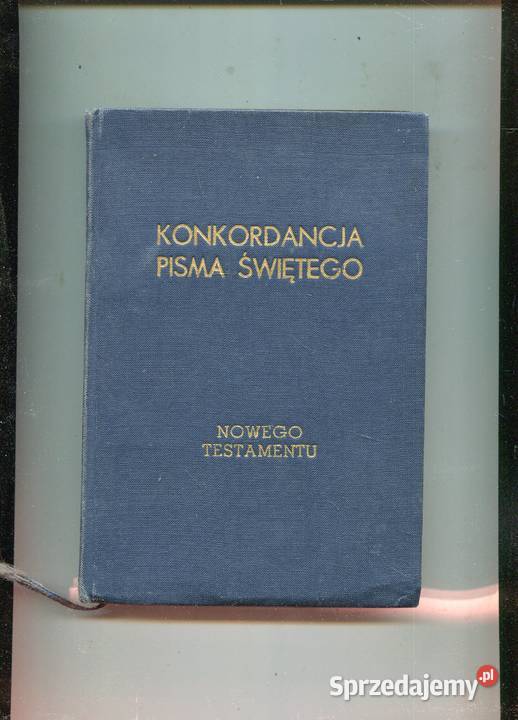 KONKORDANCJA
PISMA ŚWIĘTEGO
NOWEGO
TESTAMENTU
Sprzedajemy.pl